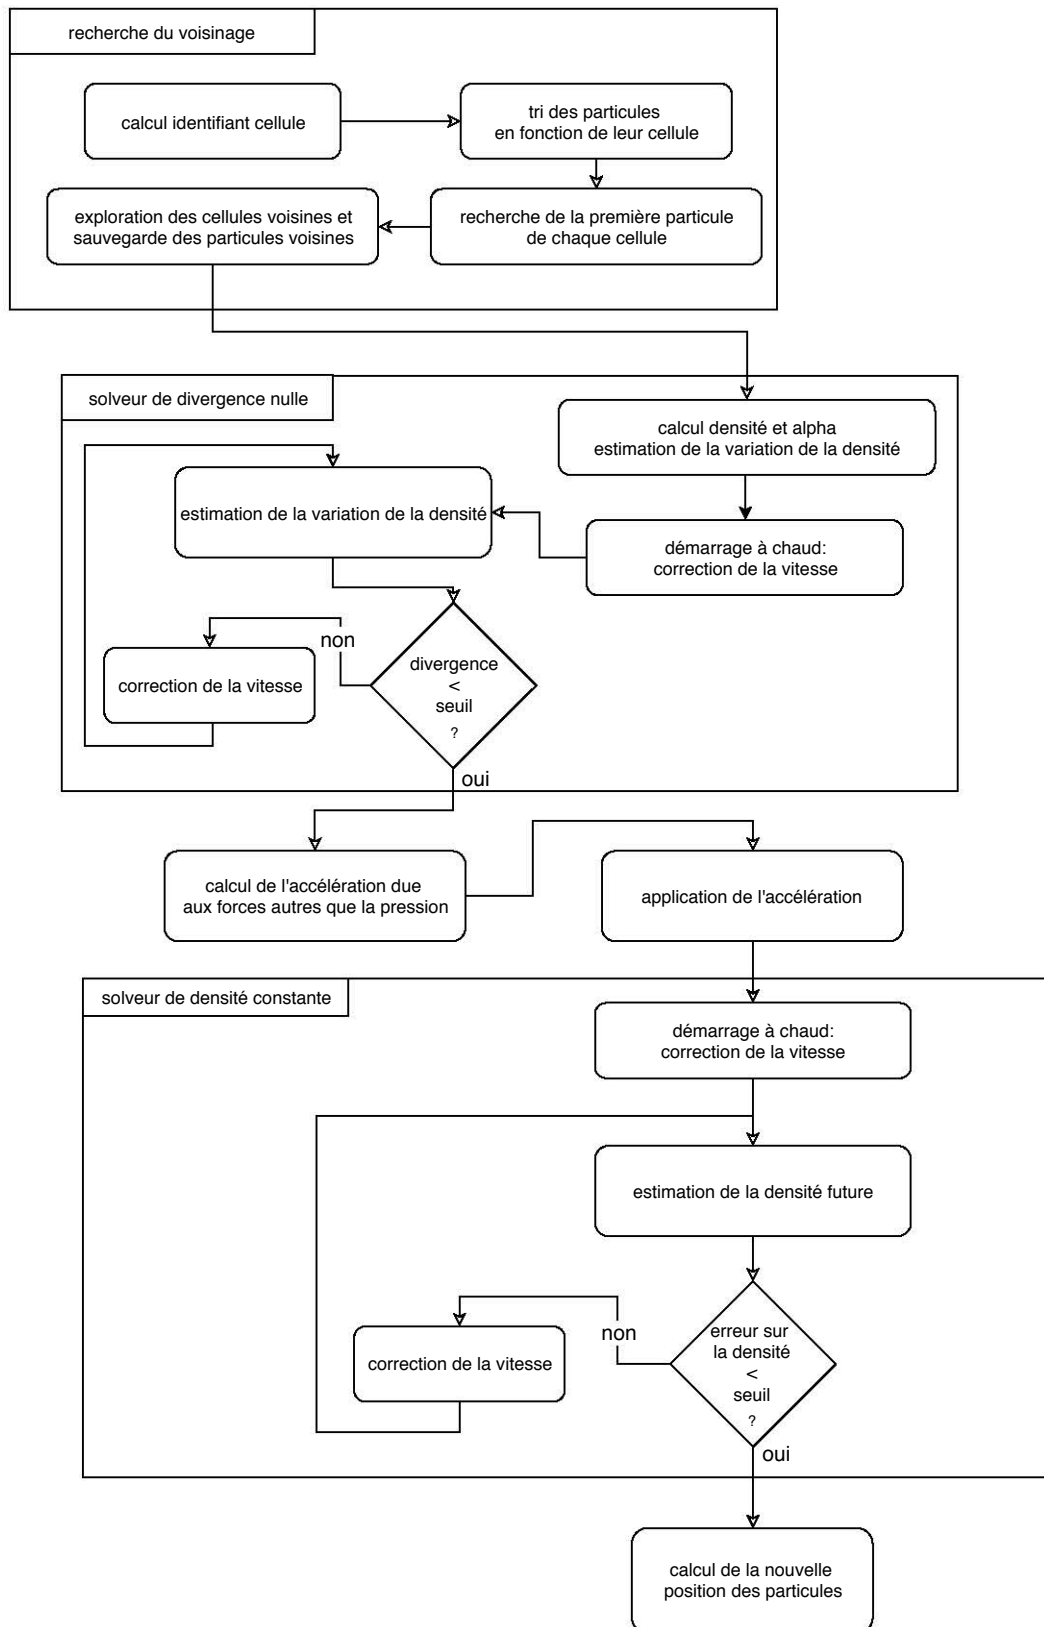 recherche du voisinage
calcul identifiant cellule
tri des particules
en fonction de leur cellule
exploration des cellules voisines et
sauvegarde des particules voisines
recherche de la première particule
de chaque cellule
solveur de divergence nulle
calcul densité et alpha
estimation de la variation de la densité
estimation de la variation de la densité
démarrage à chaud:
correction de la vitesse
non
divergence
<
seuil
?
correction de la vitesse
oui
calcul de l'accélération due
aux forces autres que la pression
application de l'accélération
solveur de densité constante
démarrage à chaud:
correction de la vitesse
estimation de la densité future
non
erreur sur
la densité
<
seuil
?
correction de la vitesse
oui
calcul de la nouvelle
position des particules